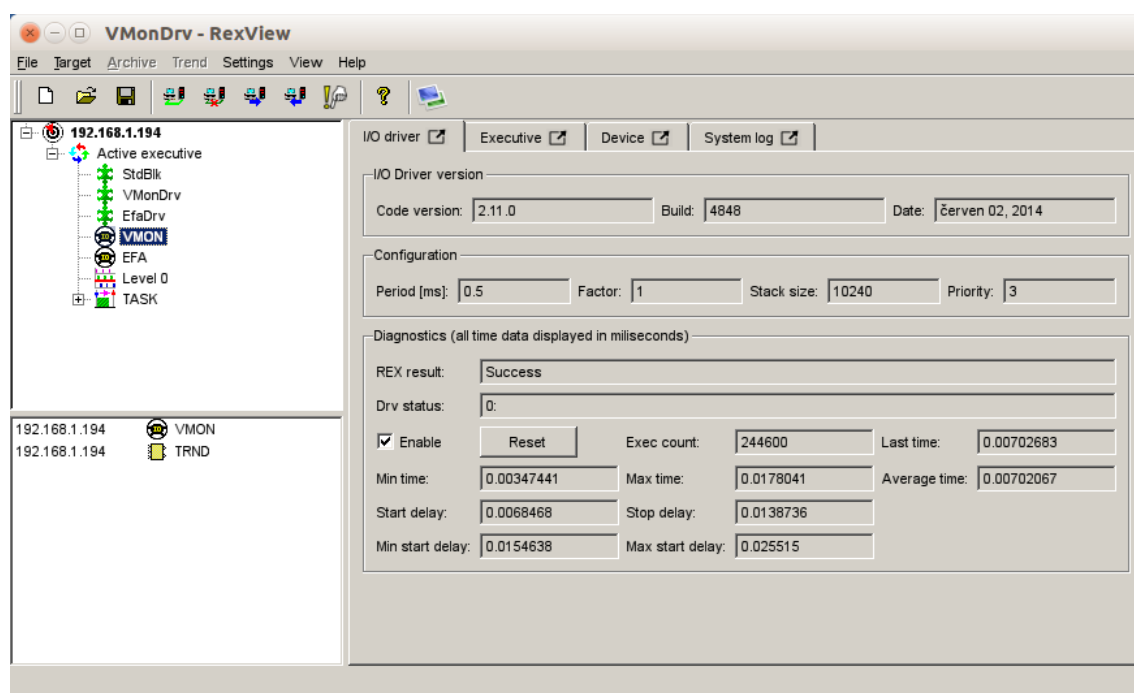 VMonDrv - RexView
File Target Archive Trend Settings View Help
192.168.1.194
Active executive
StdBlk
VMonDrv
EfaDrv
VMON
EFA
Level 0
TASK
192.168.1.194 VMON
192.168.1.194 TRND
I/O driver Executive Device System log
I/O Driver version
Code version: 2.11.0 Build: 4848 Date: červen 02, 2014
Configuration
Period [ms]: 0.5 Factor: 1 Stack size: 10240 Priority: 3
Diagnostics (all time data displayed in miliseconds)
REX result: Success
Drv status: 0:
Enable Reset Exec count: 244600 Last time: 0.00702683
Min time: 0.00347441 Max time: 0.0178041 Average time: 0.00702067
Start delay: 0.0068468 Stop delay: 0.0138736
Min start delay: 0.0154638 Max start delay: 0.025515